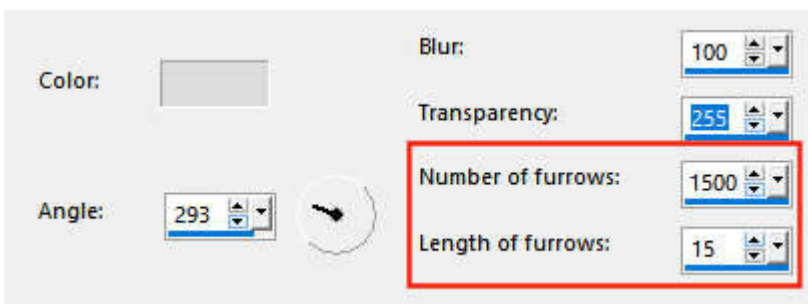 Color:
Angle: 293
Blur: 100
Transparency: 255
Number of furrows: 1500
Length of furrows: 15